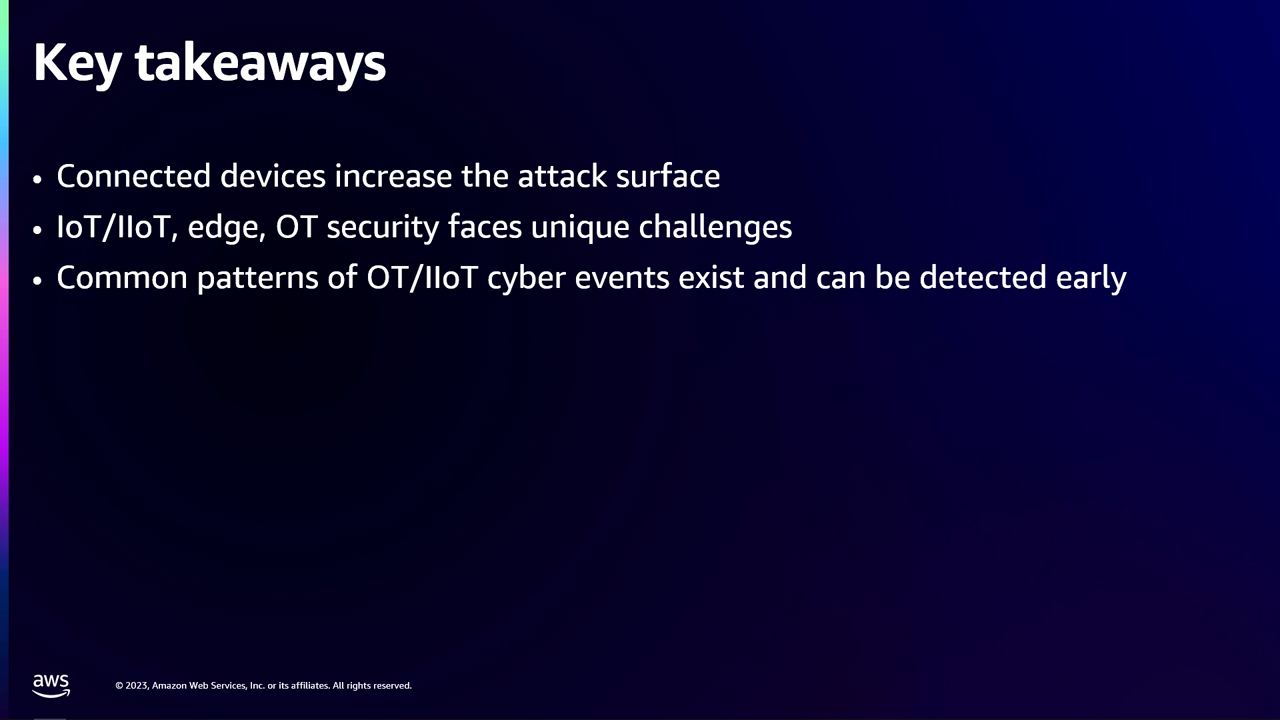 Key takeaways
• Connected devices increase the attack surface
• IoT/IIoT, edge, OT security faces unique challenges
• Common patterns of OT/IIoT cyber events exist and can be detected early
aws
© 2023, Amazon Web Services, Inc. or its affiliates. All rights reserved.